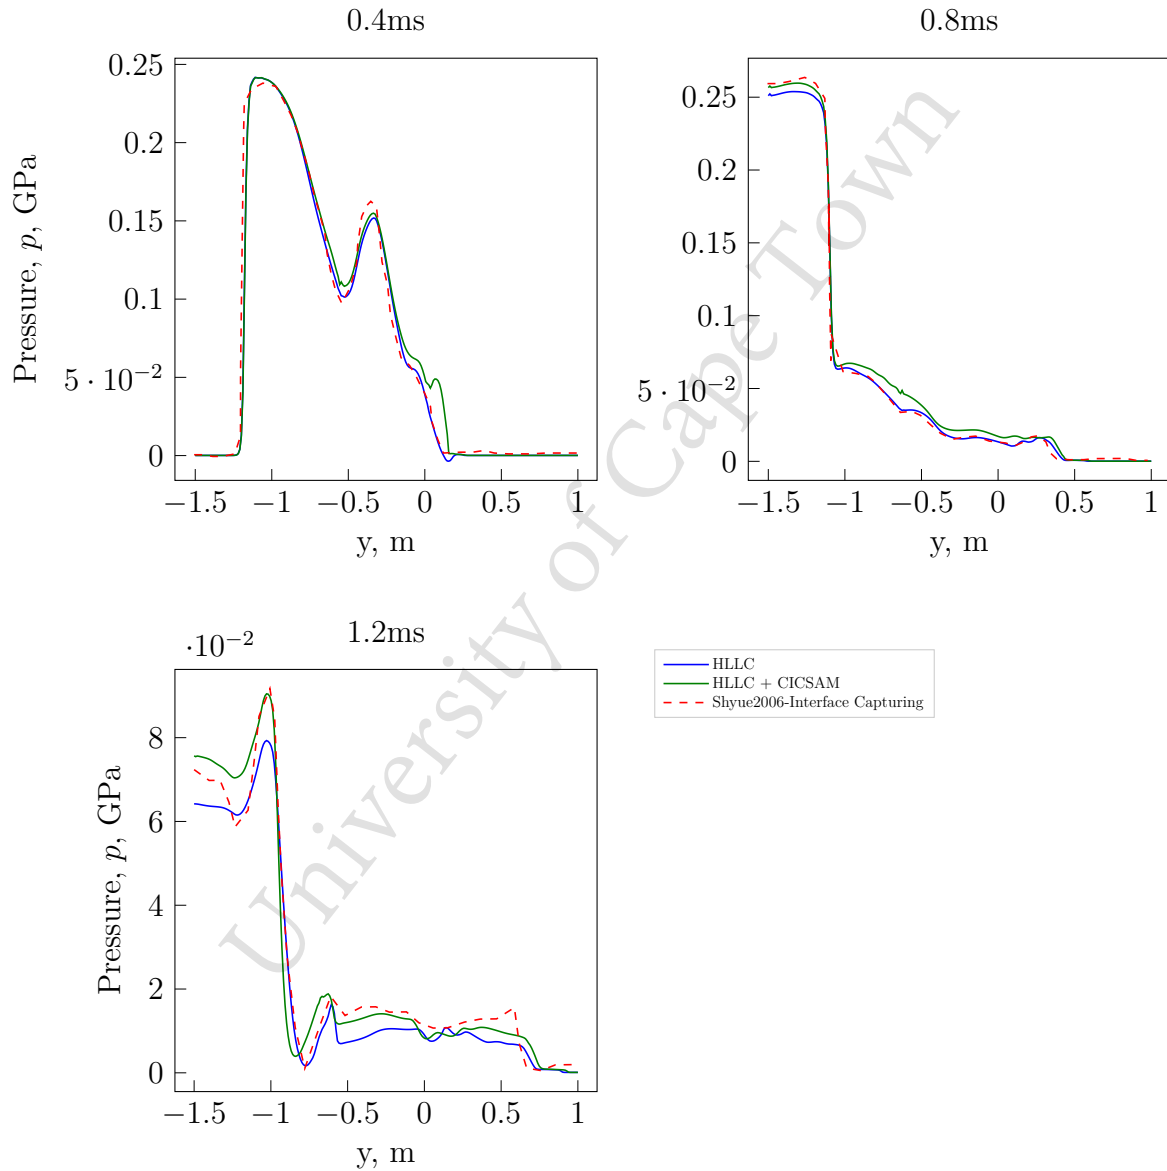 0.4ms
0.25
0.2
0.15
0.1
5 · 10⁻²
0
−1.5 −1 −0.5 0 0.5 1
y, m
Pressure, p, GPa
0.8ms
0.25
0.2
0.15
0.1
5 · 10⁻²
0
−1.5 −1 −0.5 0 0.5 1
y, m
1.2ms
·10⁻²
8
6
4
2
0
−1.5 −1 −0.5 0 0.5 1
y, m
Pressure, p, GPa
HLLC
HLLC + CICSAM
Shyue2006-Interface Capturing
University of Cape Town